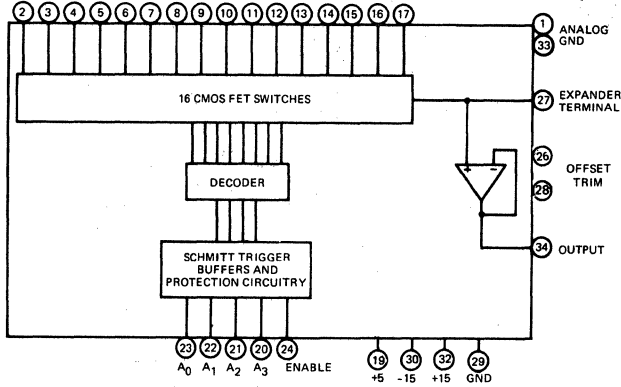 2 3 4 5 6 7 8 9 10 11 12 13 14 15 16 17
1 ANALOG
33 GND
16 CMOS FET SWITCHES
27 EXPANDER
TERMINAL
+ -
26
OFFSET
TRIM
28
DECODER
34 OUTPUT
SCHMITT TRIGGER
BUFFERS AND
PROTECTION CIRCUITRY
23 22 21 20 24 19 30 32 29
A0 A1 A2 A3 ENABLE +5 -15 +15 GND